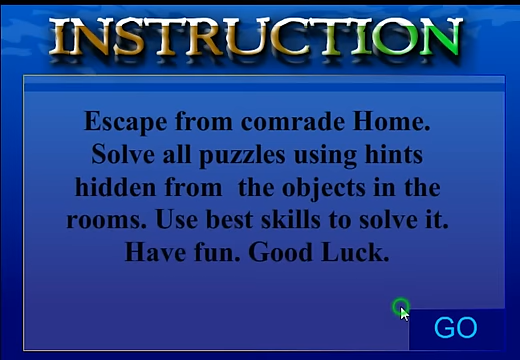 INSTRUCTION
Escape from comrade Home.
Solve all puzzles using hints
hidden from  the objects in the
rooms. Use best skills to solve it.
Have fun. Good Luck.
GO